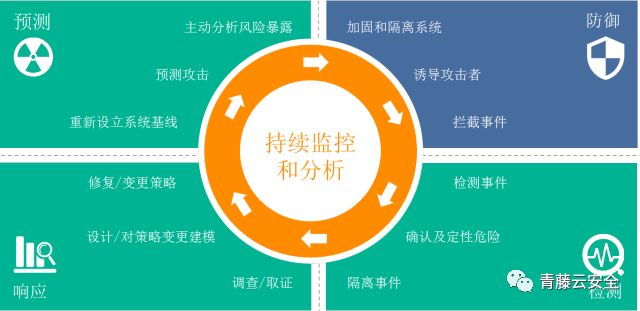 预测
主动分析风险暴露
预测攻击
重新设立系统基线
加固和隔离系统
防御
诱导攻击者
拦截事件
持续监控
和分析
修复/变更策略
设计/对策略变更建模
调查/取证
响应
检测事件
确认及定性危险
隔离事件
检测
青藤云安全